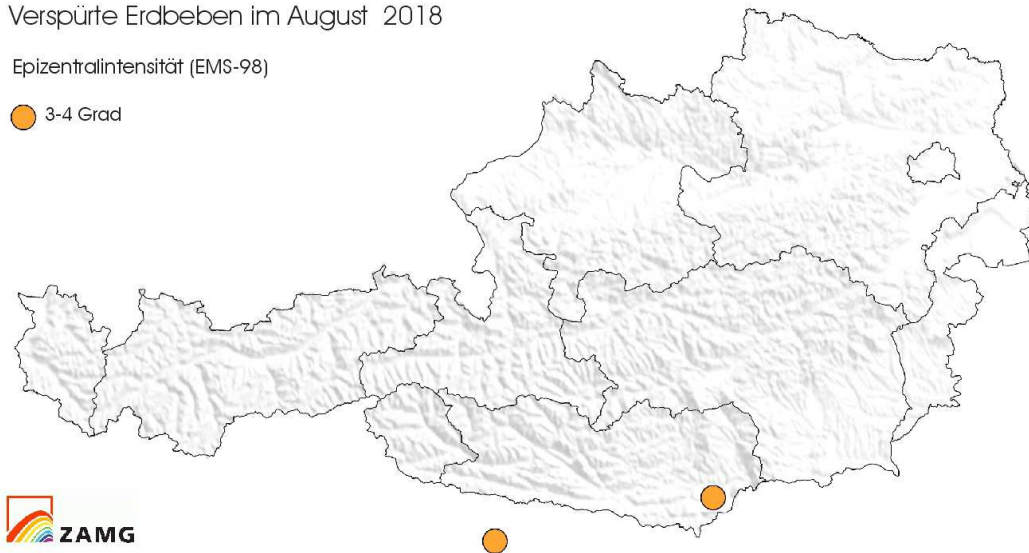 Verspürte Erdbeben im August 2018
Epizentralintensität (EMS-98)
3-4 Grad
ZAMG